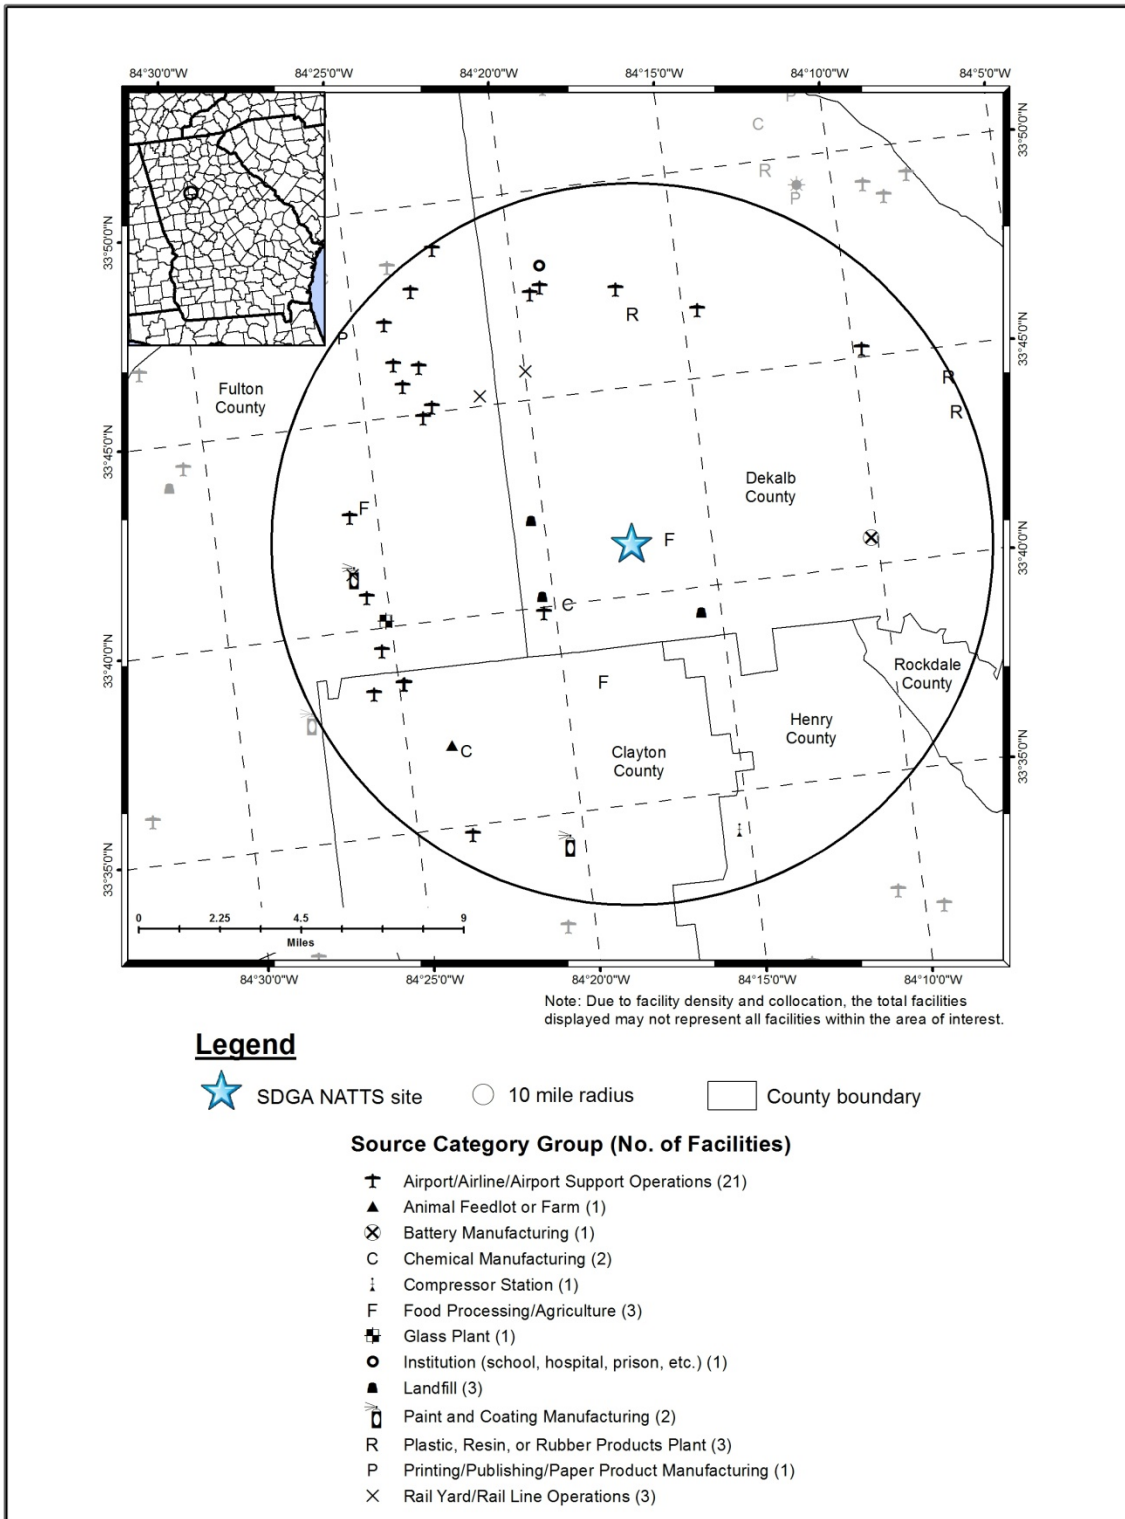 84°30'0"W 84°25'0"W 84°20'0"W 84°15'0"W 84°10'0"W 84°5'0"W
33°50'0"N
C
P
R
P
33°50'0"N
R
P
33°45'0"N
R
R
Fulton
County
33°45'0"N
Dekalb
County
F
F
33°40'0"N
C
33°40'0"N
Rockdale
County
F
Henry
County
Clayton
County
C
33°35'0"N
33°35'0"N
0 2.25 4.5 9
Miles
84°30'0"W 84°25'0"W 84°20'0"W 84°15'0"W 84°10'0"W
Note: Due to facility density and collocation, the total facilities
displayed may not represent all facilities within the area of interest.
Legend
SDGA NATTS site 10 mile radius County boundary
Source Category Group (No. of Facilities)
Airport/Airline/Airport Support Operations (21)
Animal Feedlot or Farm (1)
Battery Manufacturing (1)
C Chemical Manufacturing (2)
Compressor Station (1)
F Food Processing/Agriculture (3)
Glass Plant (1)
Institution (school, hospital, prison, etc.) (1)
Landfill (3)
Paint and Coating Manufacturing (2)
R Plastic, Resin, or Rubber Products Plant (3)
P Printing/Publishing/Paper Product Manufacturing (1)
Rail Yard/Rail Line Operations (3)